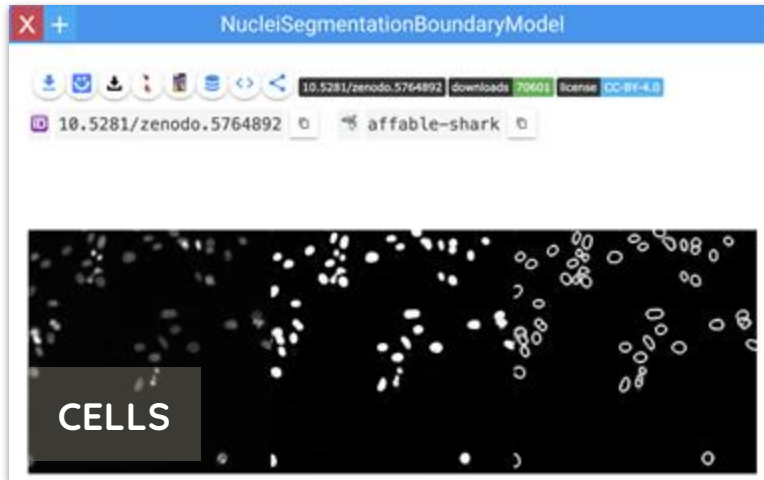 X + NucleiSegmentationBoundaryModel
10.5281/zenodo.5764892 downloads 70601 license CC-BY-4.0
ID 10.5281/zenodo.5764892 affable-shark
CELLS